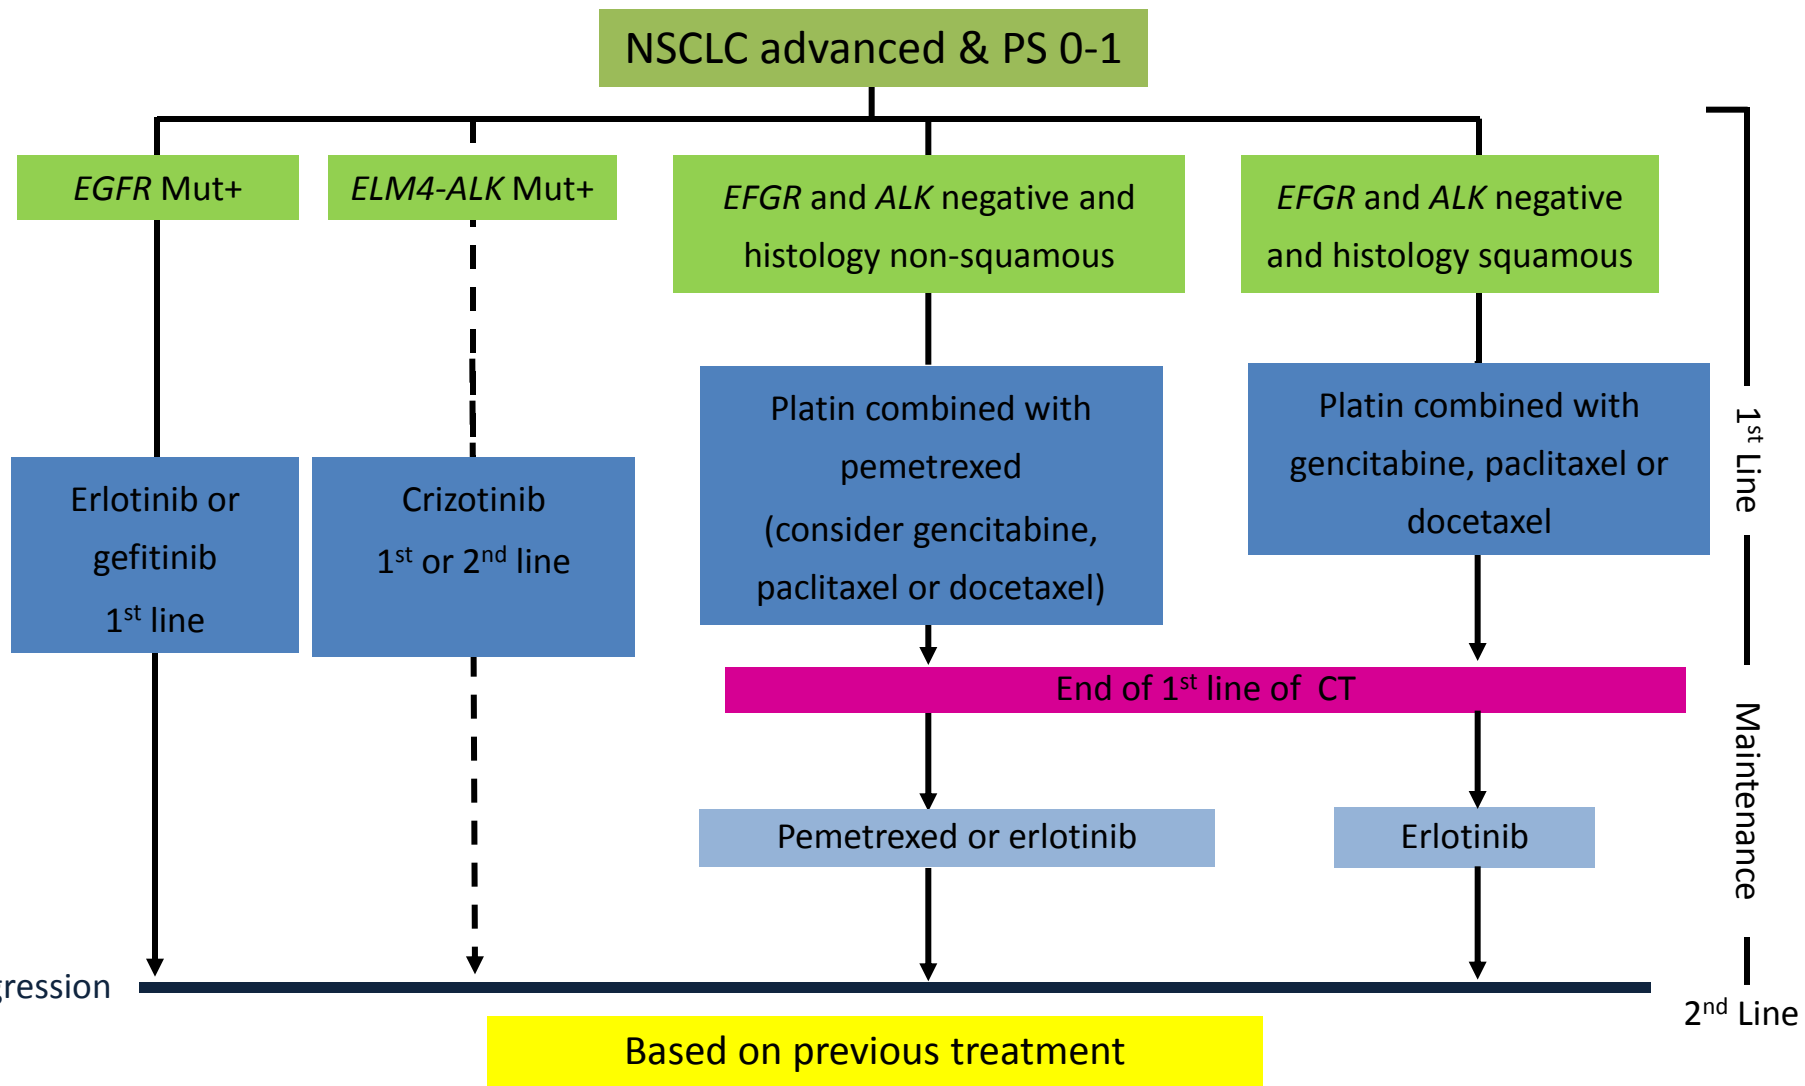 NSCLC advanced & PS 0-1
EGFR Mut+
ELM4-ALK Mut+
EFGR and ALK negative and
histology non-squamous
EFGR and ALK negative
and histology squamous
Erlotinib or
gefitinib
1st line
Crizotinib
1st or 2nd line
Platin combined with
pemetrexed
(consider gencitabine,
paclitaxel or docetaxel)
Platin combined with
gencitabine, paclitaxel or
docetaxel
1st Line
End of 1st line of CT
Maintenance
Pemetrexed or erlotinib
Erlotinib
gression
2nd Line
Based on previous treatment